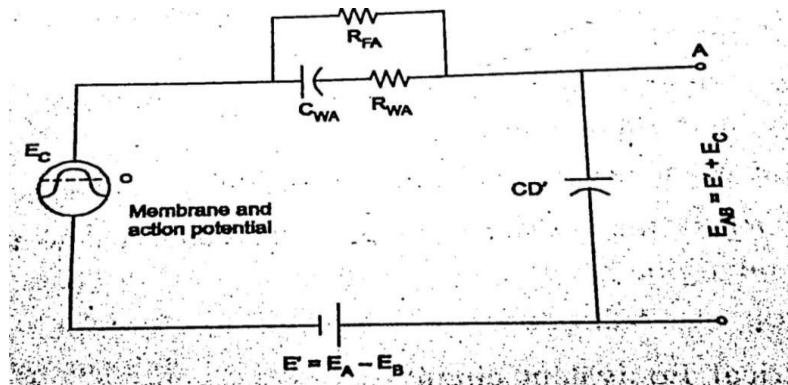 R_FA
A
C_WA
R_WA
E_C
o
Membrane and
action potential
CD'
E_AB = E' + E_C
E' = E_A − E_B